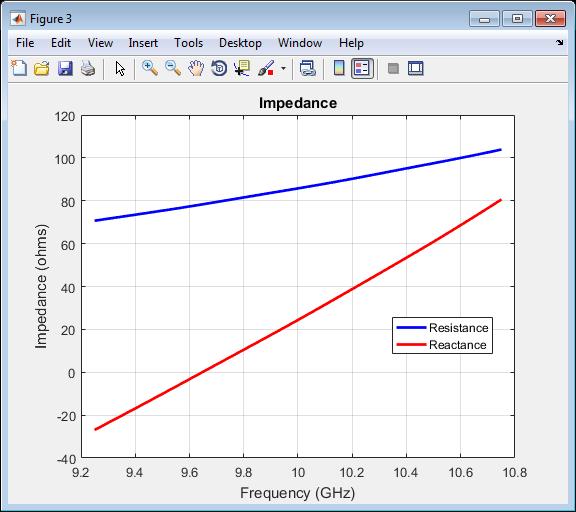 Figure 3
File Edit View Insert Tools Desktop Window Help
Impedance
120
100
80
60
40
20
0
-20
-40
Impedance (ohms)
Resistance
Reactance
9.2 9.4 9.6 9.8 10 10.2 10.4 10.6 10.8
Frequency (GHz)